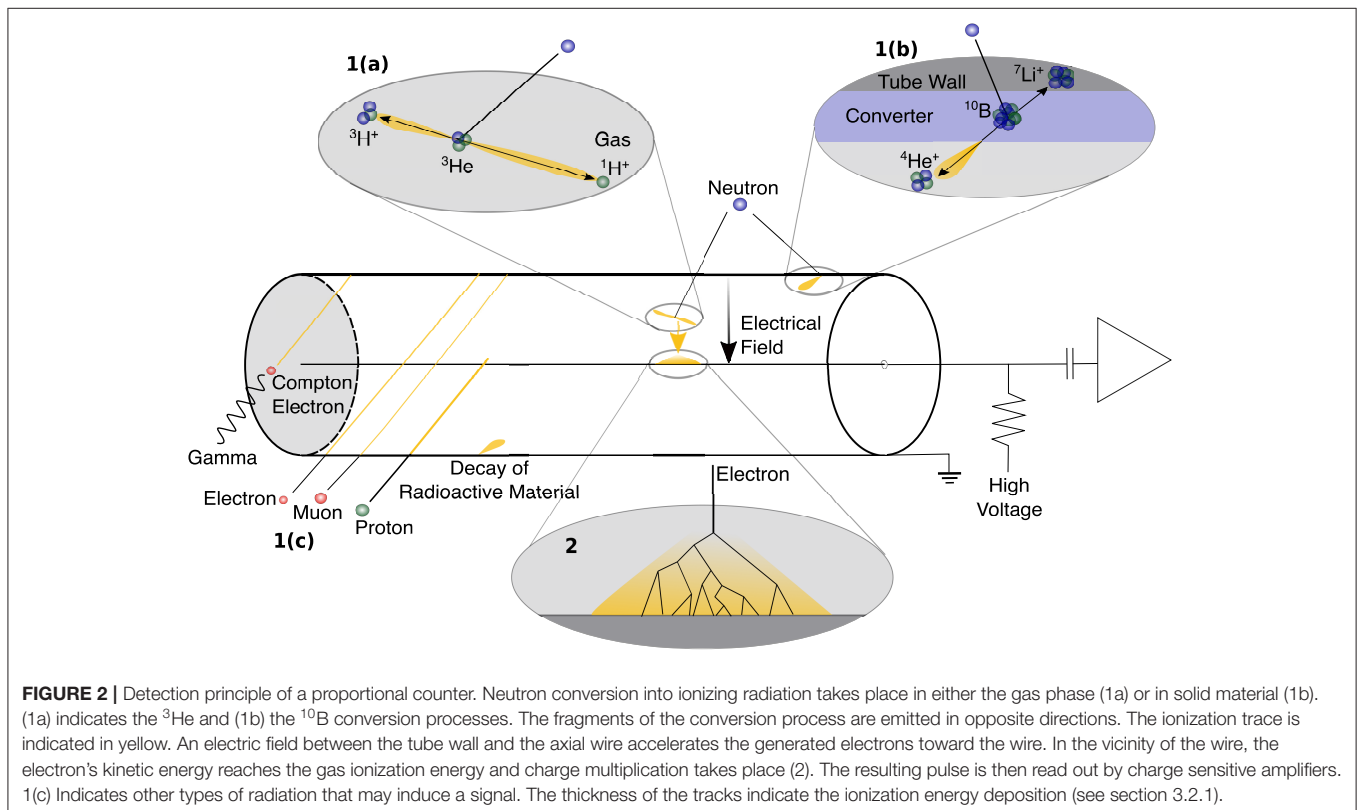 1(a)
1(b)
³H⁺
³He
Gas
¹H⁺
Tube Wall
⁷Li⁺
Converter
¹⁰B
⁴He⁺
Neutron
Electrical
Field
Compton
Electron
Gamma
Electron
Muon
Proton
1(c)
Decay of
Radioactive Material
Electron
High
Voltage
2
FIGURE 2 | Detection principle of a proportional counter. Neutron conversion into ionizing radiation takes place in either the gas phase (1a) or in solid material (1b).
(1a) indicates the ³He and (1b) the ¹⁰B conversion processes. The fragments of the conversion process are emitted in opposite directions. The ionization trace is
indicated in yellow. An electric field between the tube wall and the axial wire accelerates the generated electrons toward the wire. In the vicinity of the wire, the
electron's kinetic energy reaches the gas ionization energy and charge multiplication takes place (2). The resulting pulse is then read out by charge sensitive amplifiers.
1(c) Indicates other types of radiation that may induce a signal. The thickness of the tracks indicate the ionization energy deposition (see section 3.2.1).